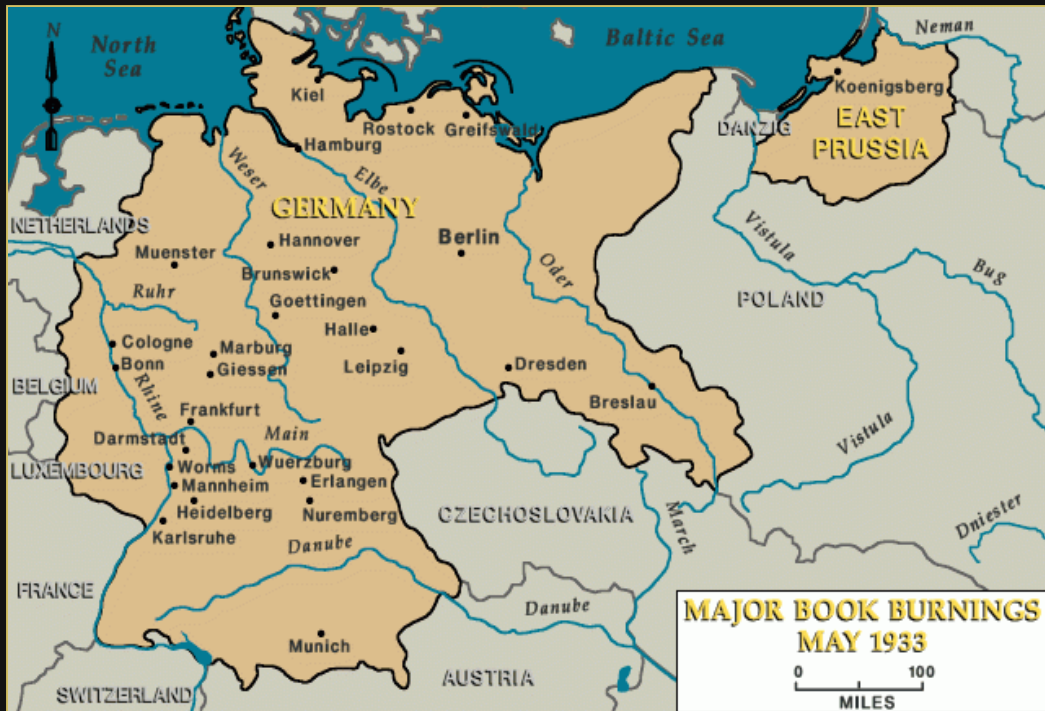 N
North
Sea
Baltic Sea
Neman
Kiel
Koenigsberg
Rostock
Greifswald
DANZIG
EAST
PRUSSIA
Hamburg
Weser
Elbe
NETHERLANDS
GERMANY
Hannover
Berlin
Vistula
Muenster
Brunswick
Oder
Bug
Ruhr
Goettingen
POLAND
Halle
Cologne
Marburg
Leipzig
Dresden
Bonn
Giessen
BELGIUM
Rhine
Breslau
Frankfurt
Main
Vistula
Darmstadt
LUXEMBOURG
Worms
Wuerzburg
Mannheim
Erlangen
Heidelberg
Nuremberg
CZECHOSLOVAKIA
March
Dniester
Karlsruhe
Danube
FRANCE
Danube
MAJOR BOOK BURNINGS
MAY 1933
Munich
AUSTRIA
SWITZERLAND
0 100
MILES